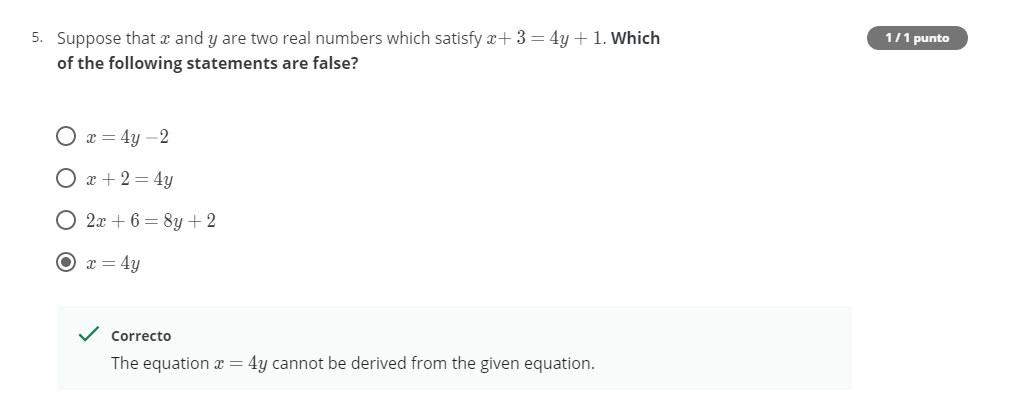 5. Suppose that x and y are two real numbers which satisfy x+ 3 = 4y + 1. Which
1 / 1 punto
of the following statements are false?
x = 4y −2
x + 2 = 4y
2x + 6 = 8y + 2
x = 4y
Correcto
The equation x = 4y cannot be derived from the given equation.